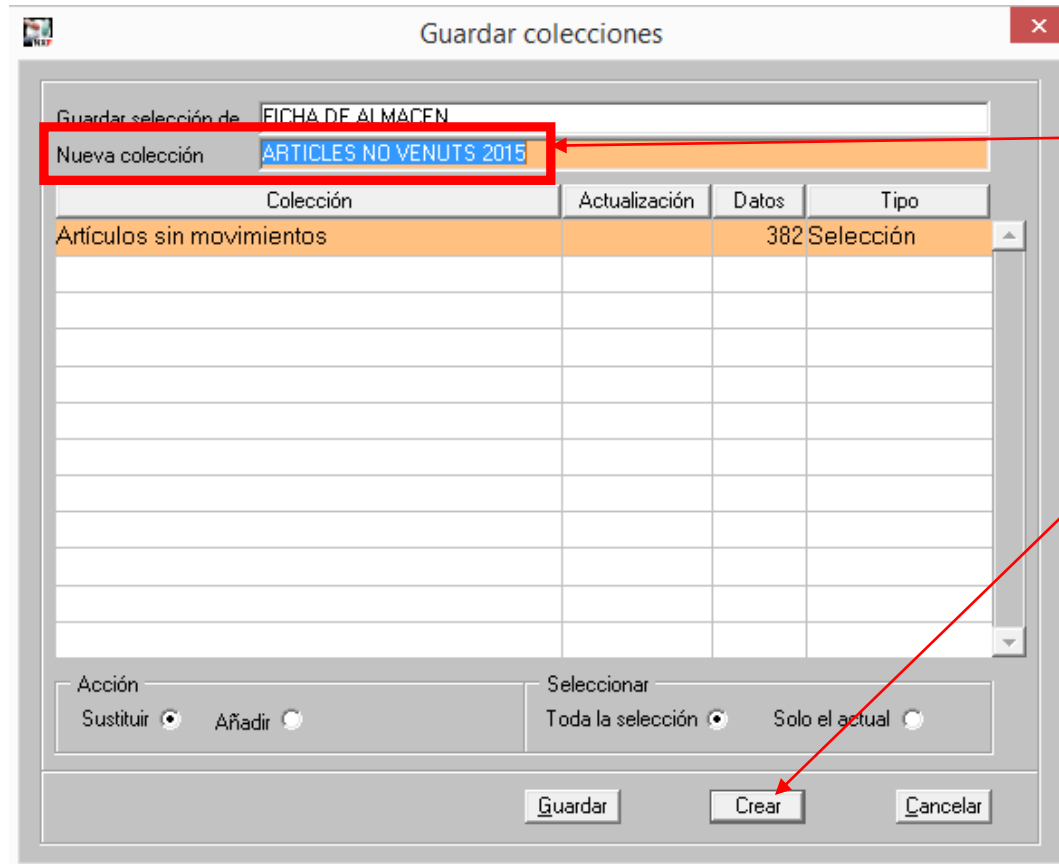 Guardar colecciones
Guardar selección de FICHA DE ALMACEN
Nueva colección ARTICLES NO VENUTS 2015
Colección Actualización Datos Tipo
Artículos sin movimientos 382 Selección
Acción Seleccionar
Sustituir Añadir Toda la selección Solo el actual
Guardar Crear Cancelar